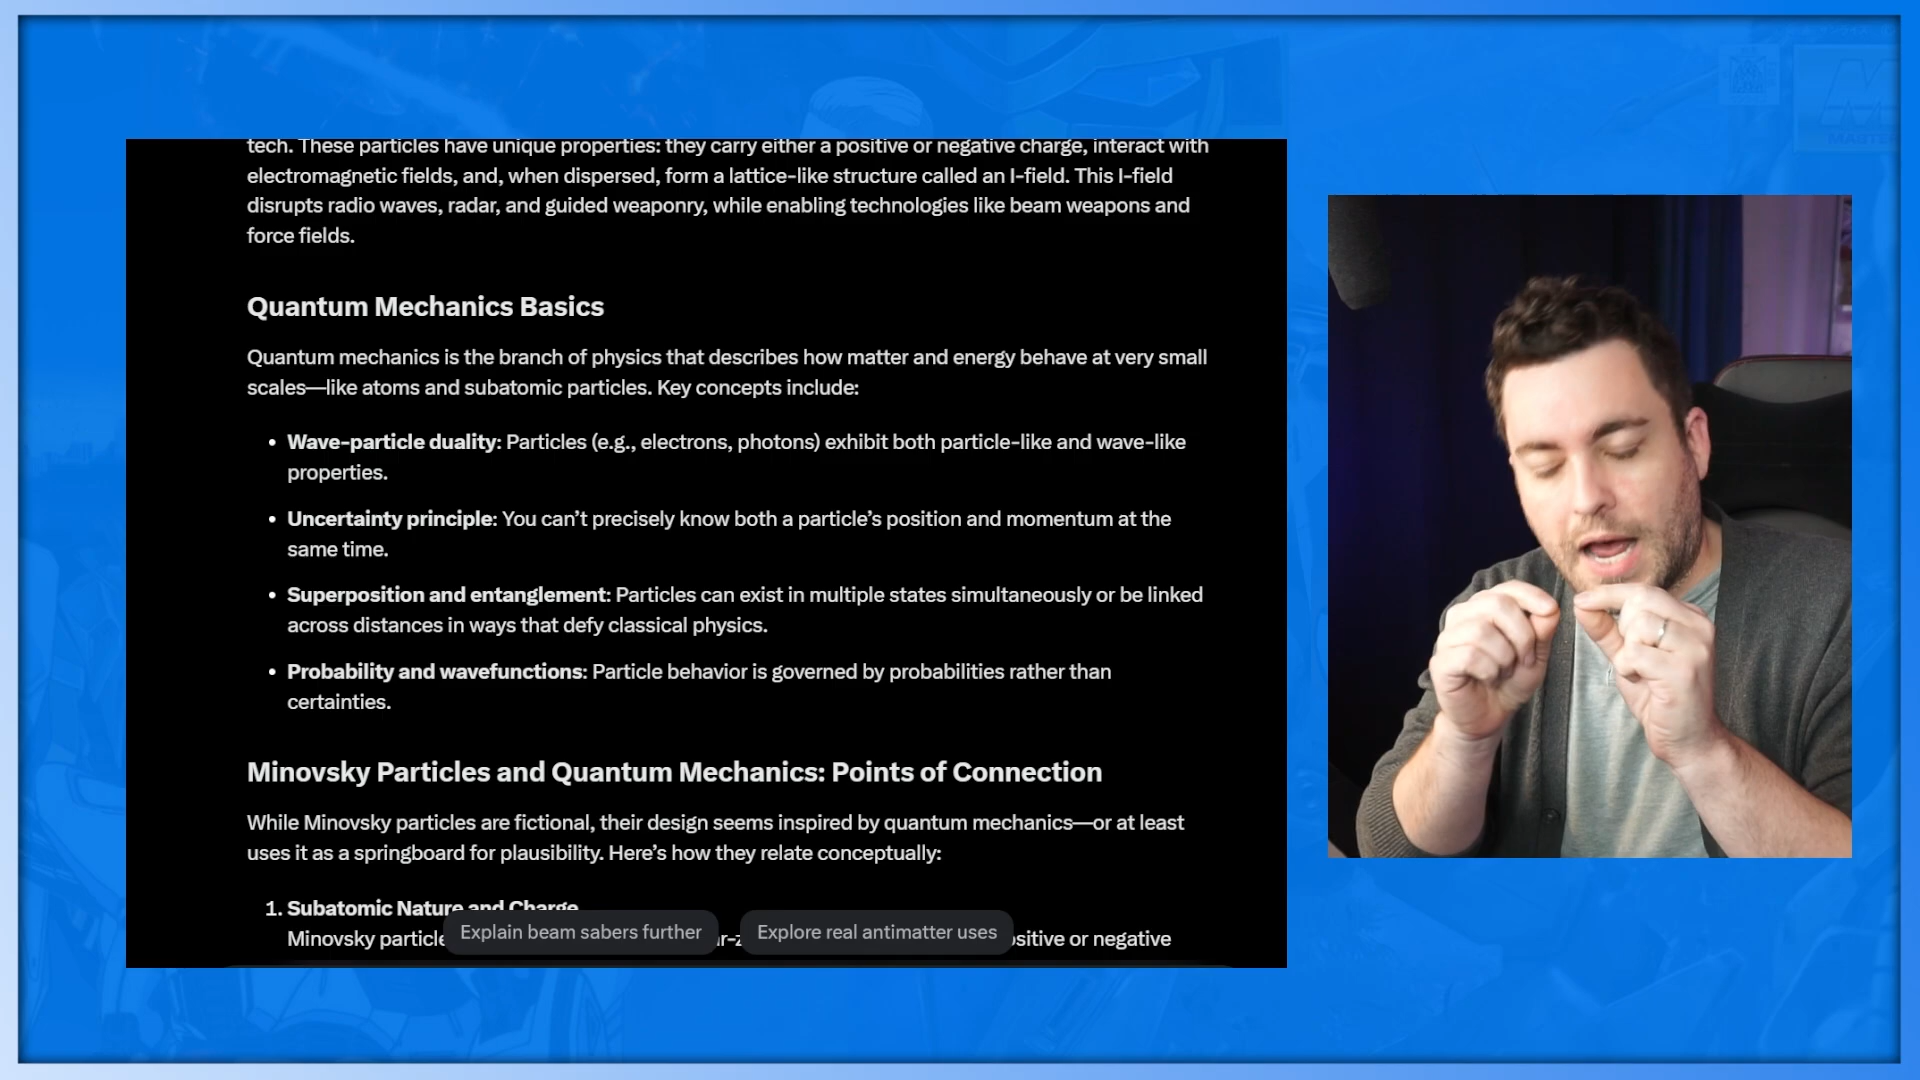 tech. These particles have unique properties: they carry either a positive or negative charge, interact with
electromagnetic fields, and, when dispersed, form a lattice-like structure called an I-field. This I-field
disrupts radio waves, radar, and guided weaponry, while enabling technologies like beam weapons and
force fields.
Quantum Mechanics Basics
Quantum mechanics is the branch of physics that describes how matter and energy behave at very small
scales—like atoms and subatomic particles. Key concepts include:
• Wave-particle duality: Particles (e.g., electrons, photons) exhibit both particle-like and wave-like
properties.
• Uncertainty principle: You can’t precisely know both a particle’s position and momentum at the
same time.
• Superposition and entanglement: Particles can exist in multiple states simultaneously or be linked
across distances in ways that defy classical physics.
• Probability and wavefunctions: Particle behavior is governed by probabilities rather than
certainties.
Minovsky Particles and Quantum Mechanics: Points of Connection
While Minovsky particles are fictional, their design seems inspired by quantum mechanics—or at least
uses it as a springboard for plausibility. Here’s how they relate conceptually:
1. Subatomic Nature and Charge
Minovsky or negative
Explain beam sabers further
Explore real antimatter uses